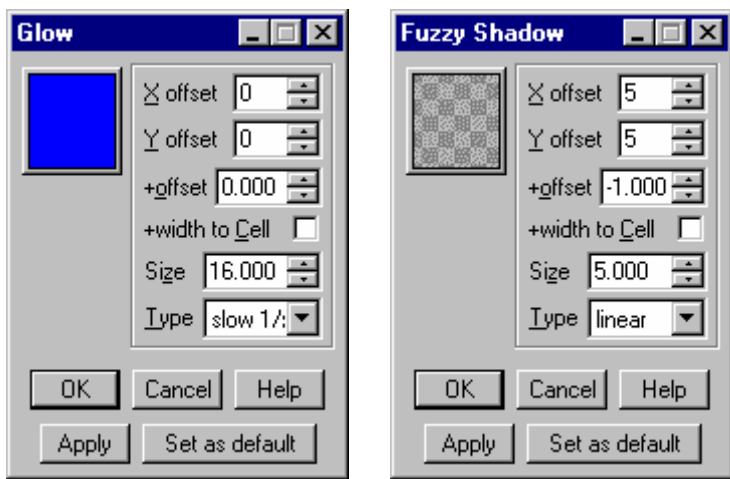 Glow
X offset 0
Y offset 0
+offset 0.000
+width to Cell
Size 16.000
Type slow 1/
OK Cancel Help
Apply Set as default
Fuzzy Shadow
X offset 5
Y offset 5
+offset -1.000
+width to Cell
Size 5.000
Type linear
OK Cancel Help
Apply Set as default